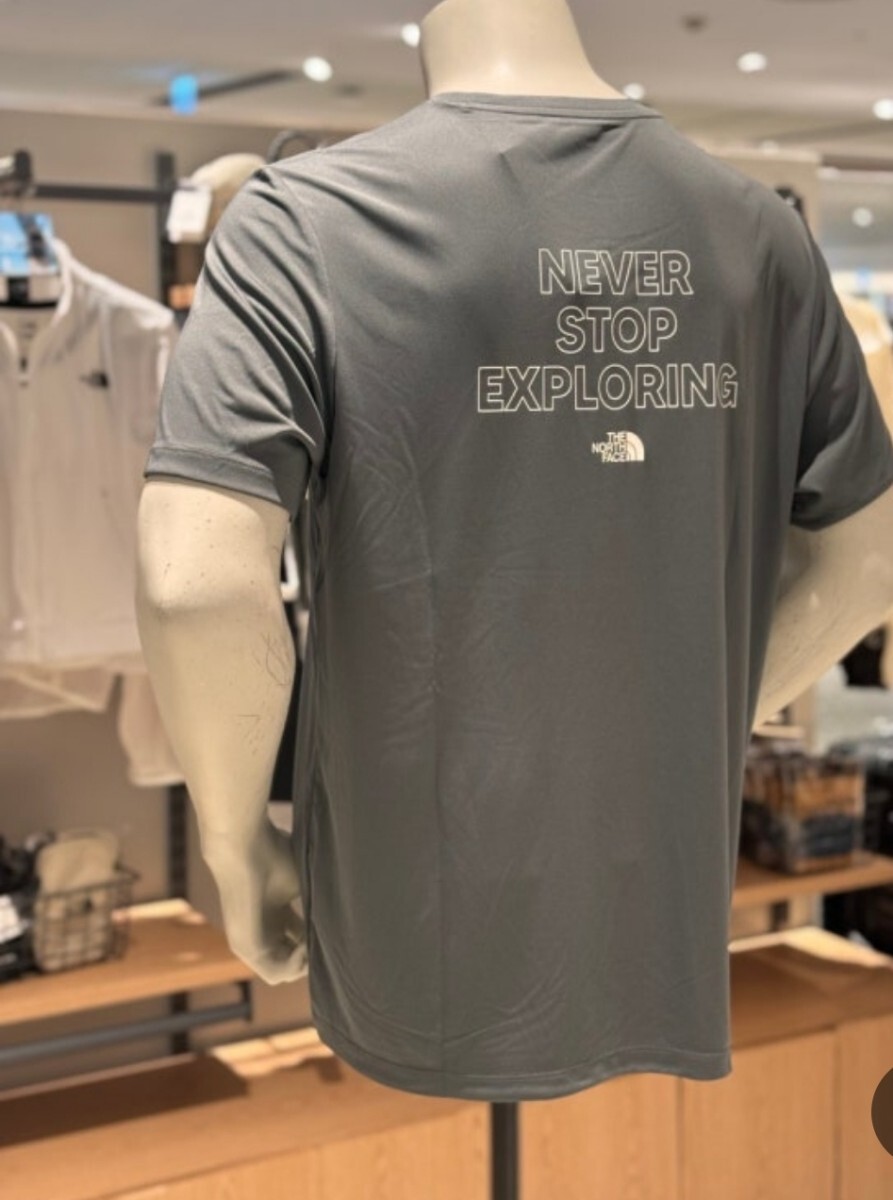 NEVER
STOP
EXPLORING
THE
NORTH
FACE